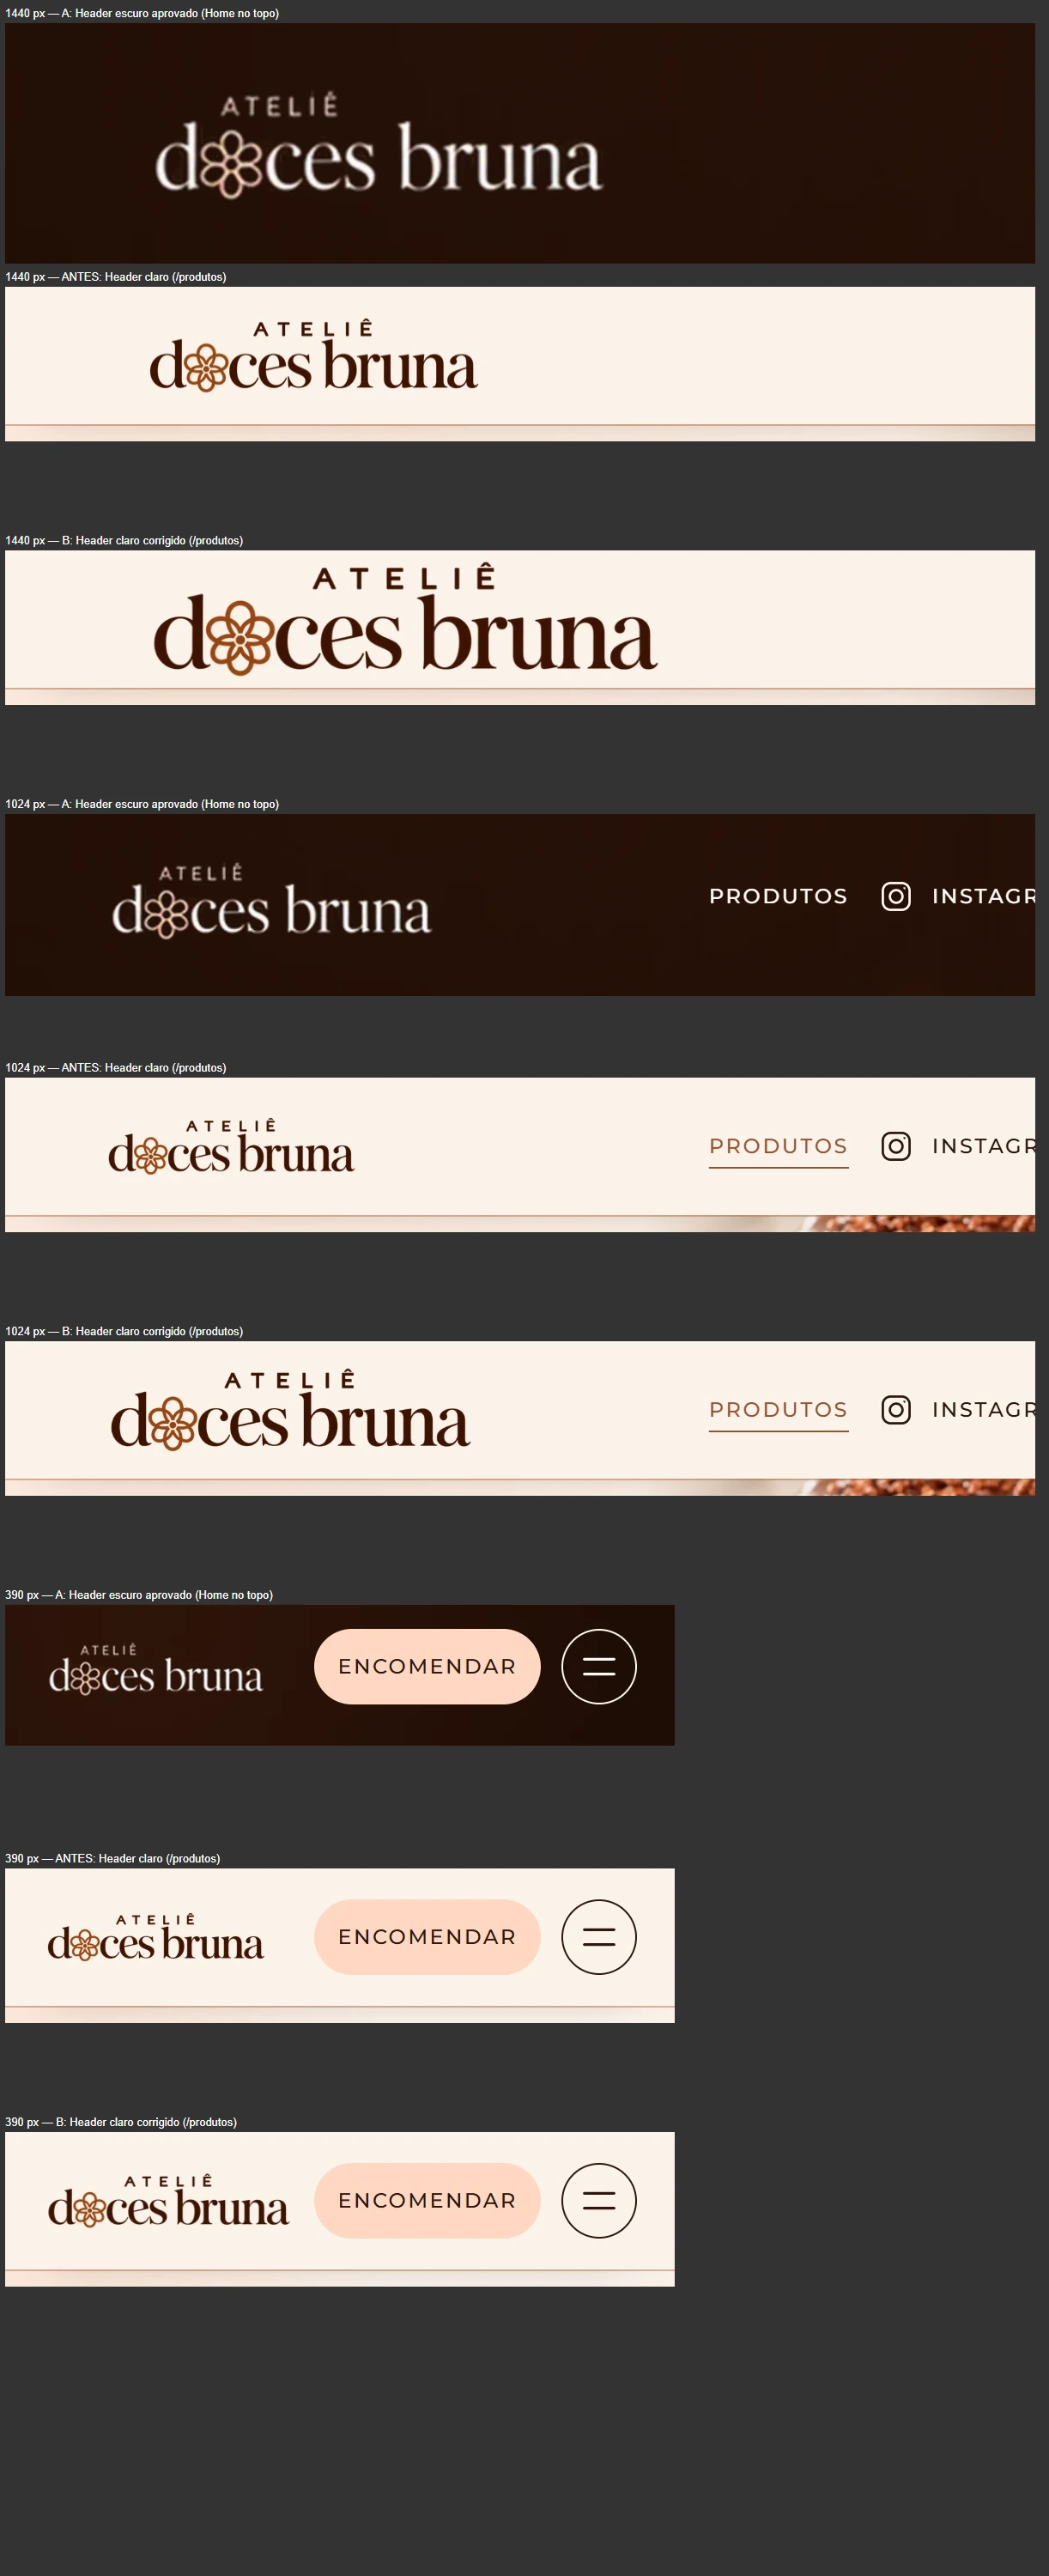 1440 px — A: Header escuro aprovado (Home no topo)
ATELIÊ
doces bruna
1440 px — ANTES: Header claro (/produtos)
ATELIÊ
doces bruna
1440 px — B: Header claro corrigido (/produtos)
ATELIÊ
doces bruna
1024 px — A: Header escuro aprovado (Home no topo)
ATELIÊ
doces bruna
PRODUTOS INSTAGR
1024 px — ANTES: Header claro (/produtos)
ATELIÊ
doces bruna
PRODUTOS INSTAGR
1024 px — B: Header claro corrigido (/produtos)
ATELIÊ
doces bruna
PRODUTOS INSTAGR
390 px — A: Header escuro aprovado (Home no topo)
ATELIÊ
doces bruna
ENCOMENDAR
390 px — ANTES: Header claro (/produtos)
ATELIÊ
doces bruna
ENCOMENDAR
390 px — B: Header claro corrigido (/produtos)
ATELIÊ
doces bruna
ENCOMENDAR